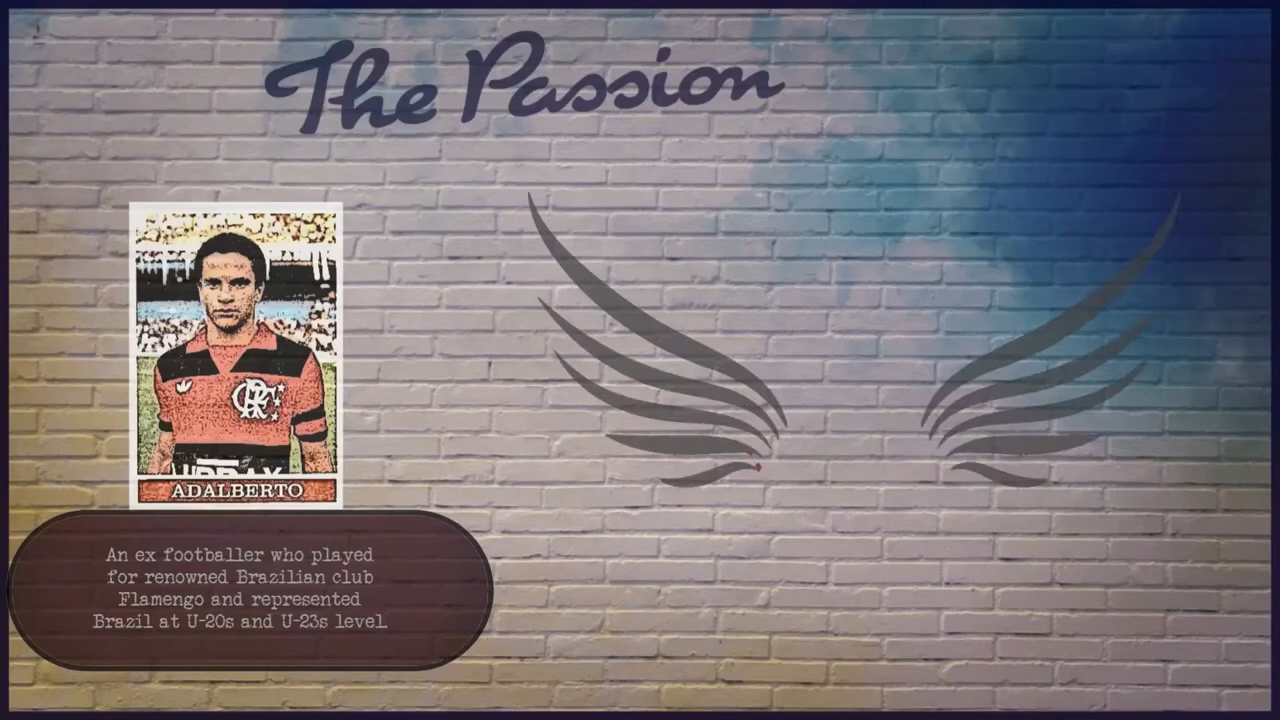 The Passion
ADALBERTO
An ex footballer who played
for renowned Brazilian club
Flamengo and represented
Brazil at U-20s and U-23s level.